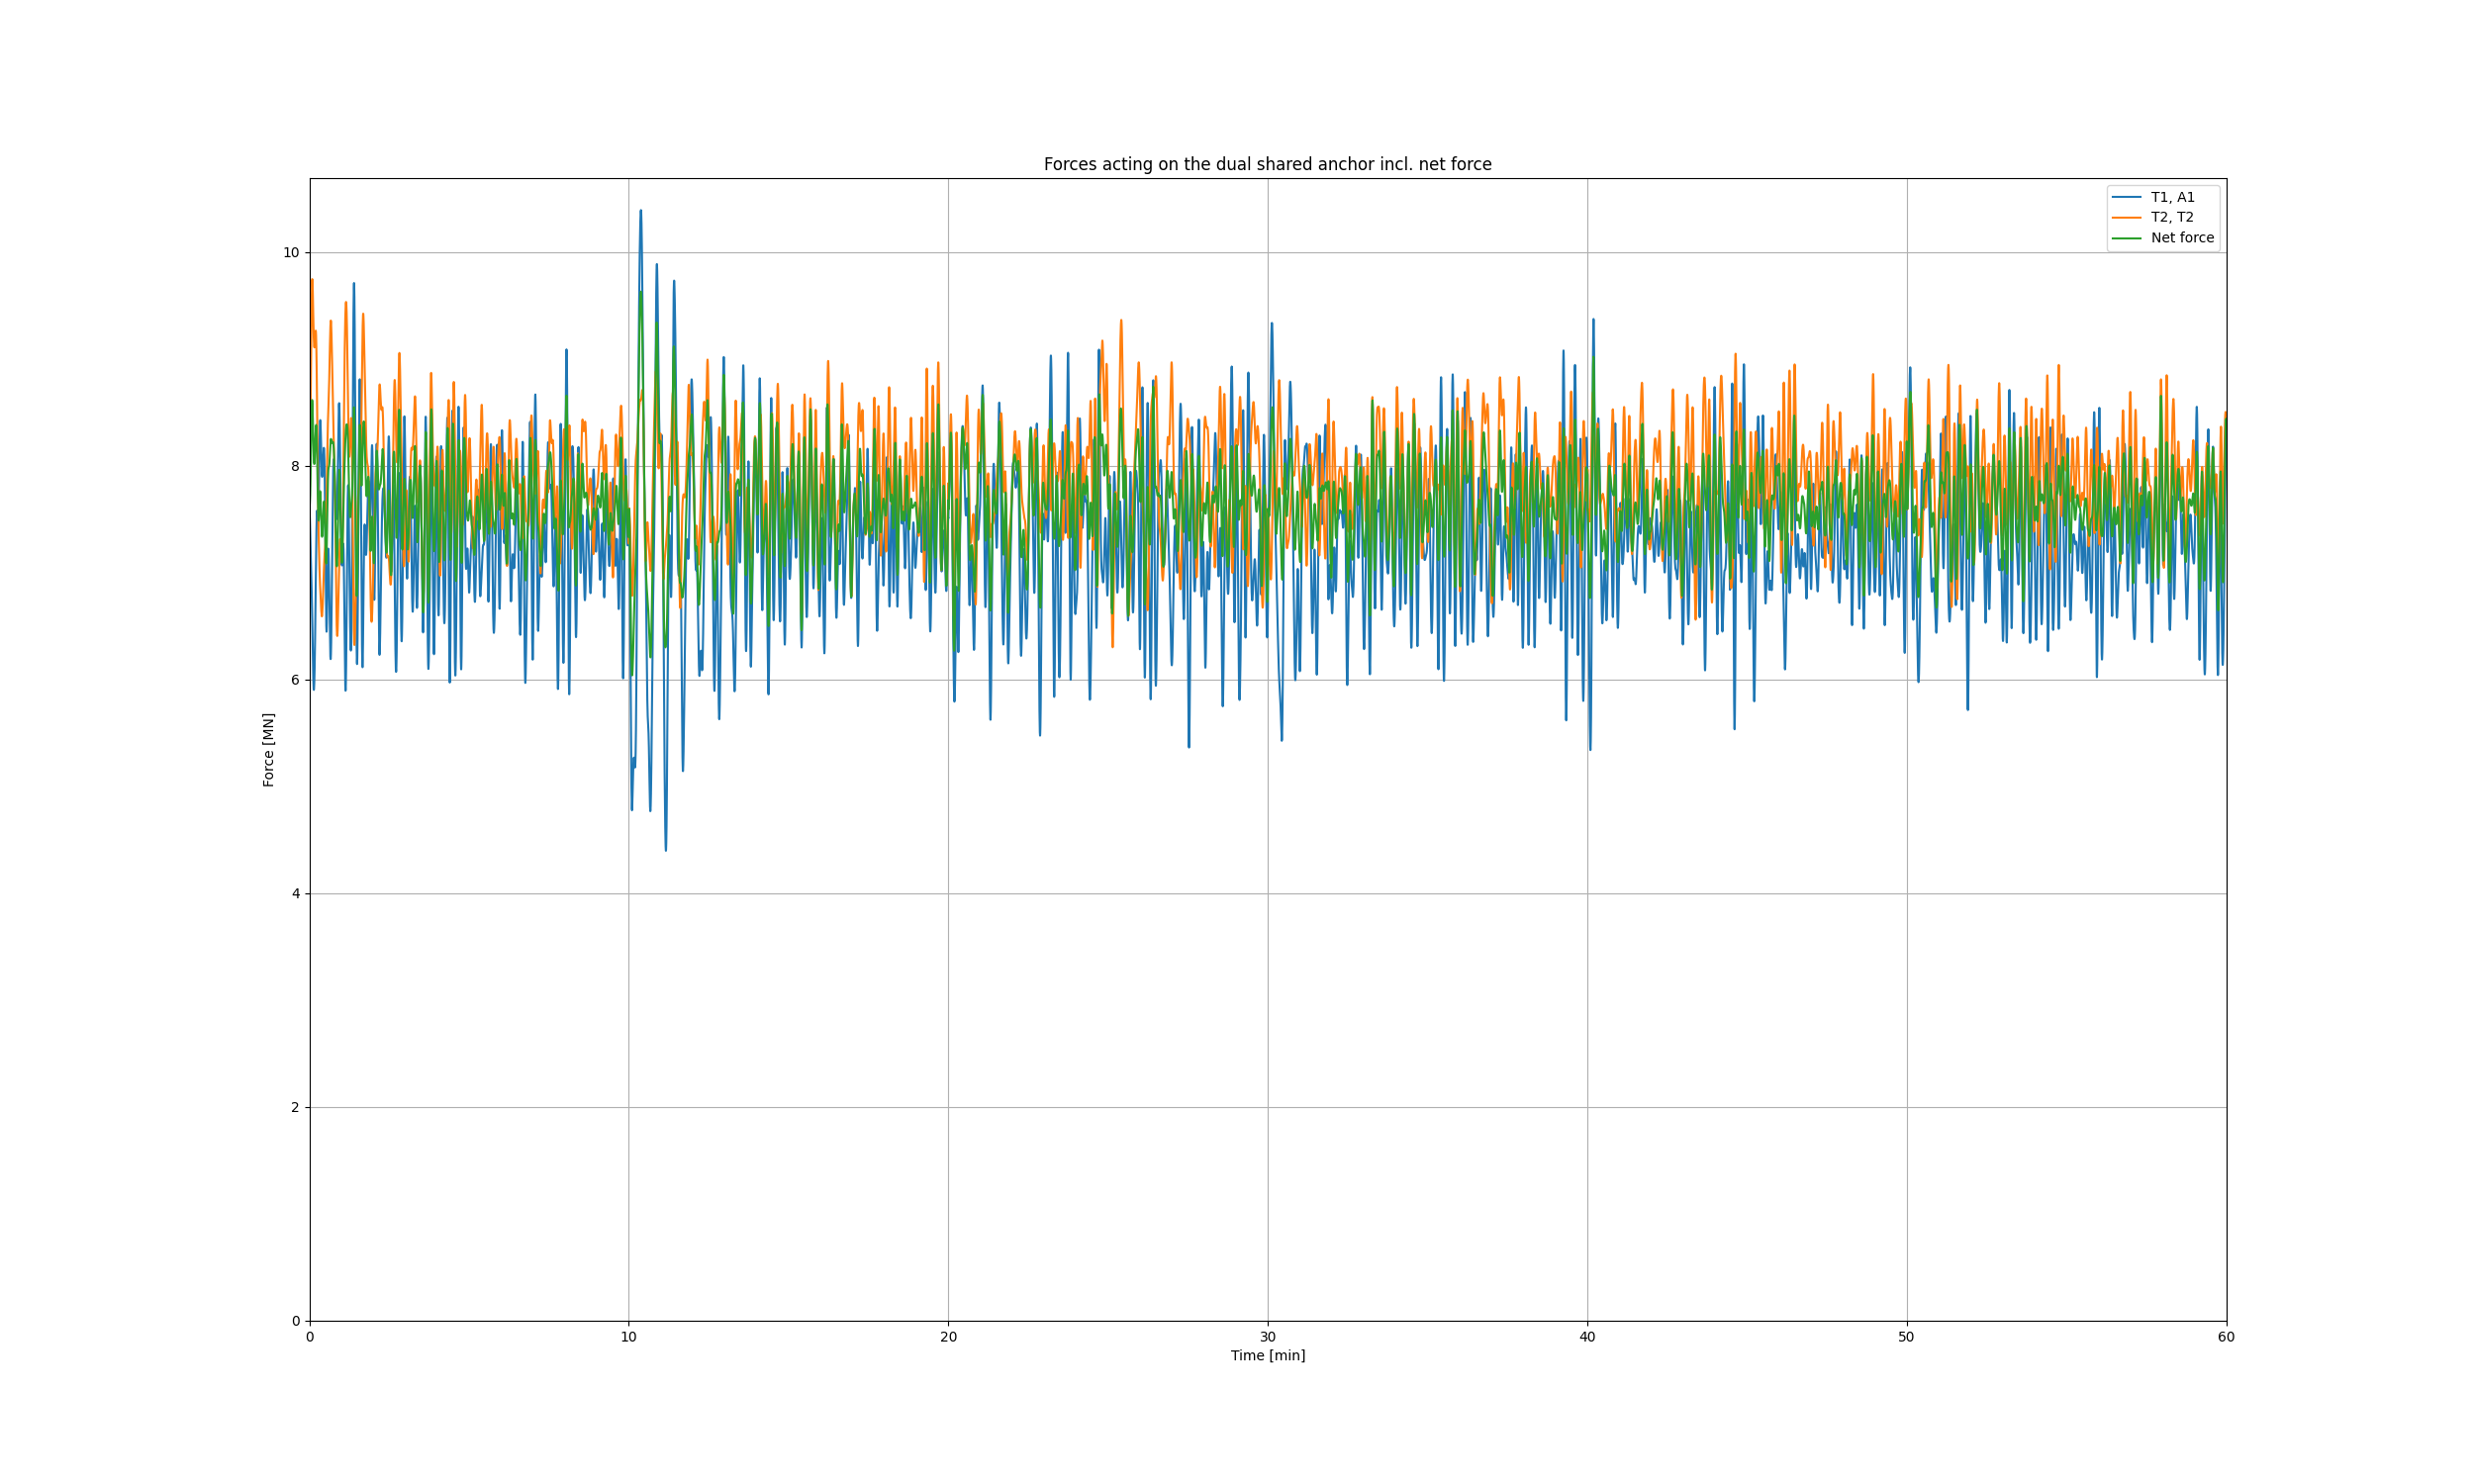 Forces acting on the dual shared anchor incl. net force
T1, A1
T2, T2
Net force
10
8
6
4
2
0
Force [MN]
0 10 20 30 40 50 60
Time [min]